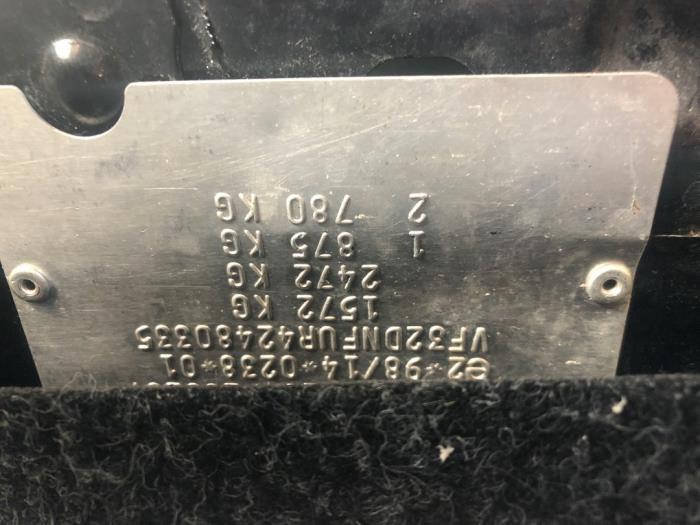 e2*98/14*0238*01
VF32DNFUR42480335
1572 KG
2472 KG
1 875 KG
2 780 KG